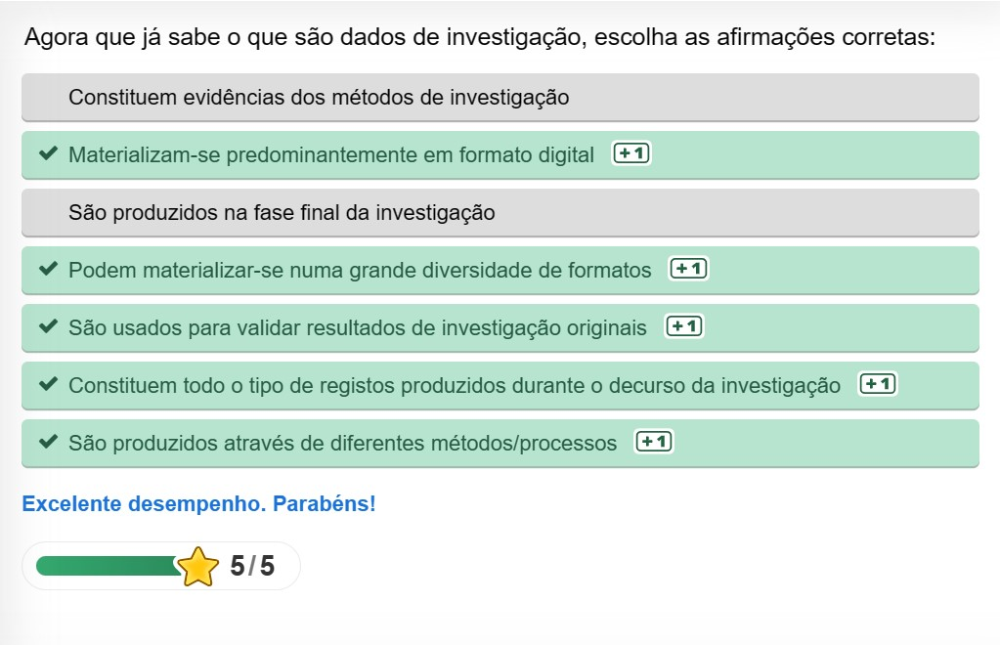 Agora que já sabe o que são dados de investigação, escolha as afirmações corretas:
Constituem evidências dos métodos de investigação
Materializam-se predominantemente em formato digital +1
São produzidos na fase final da investigação
Podem materializar-se numa grande diversidade de formatos +1
São usados para validar resultados de investigação originais +1
Constituem todo o tipo de registos produzidos durante o decurso da investigação +1
São produzidos através de diferentes métodos/processos +1
Excelente desempenho. Parabéns!
5/5